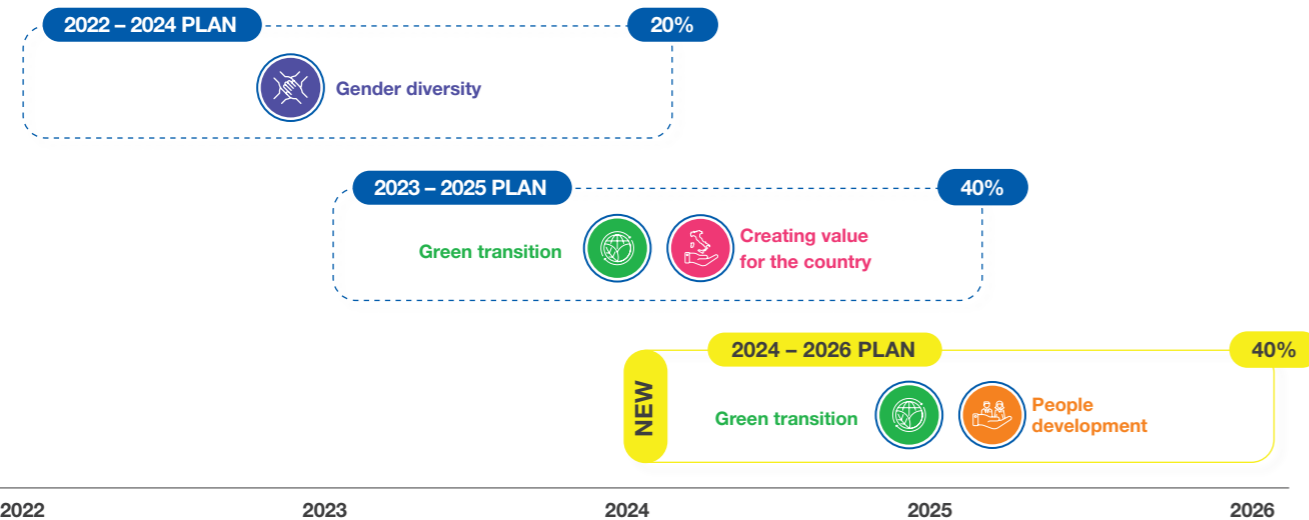 2022 – 2024 PLAN
20%
Gender diversity
2023 – 2025 PLAN
40%
Green transition
Creating value
for the country
2024 – 2026 PLAN
40%
NEW
Green transition
People
development
2022
2023
2024
2025
2026